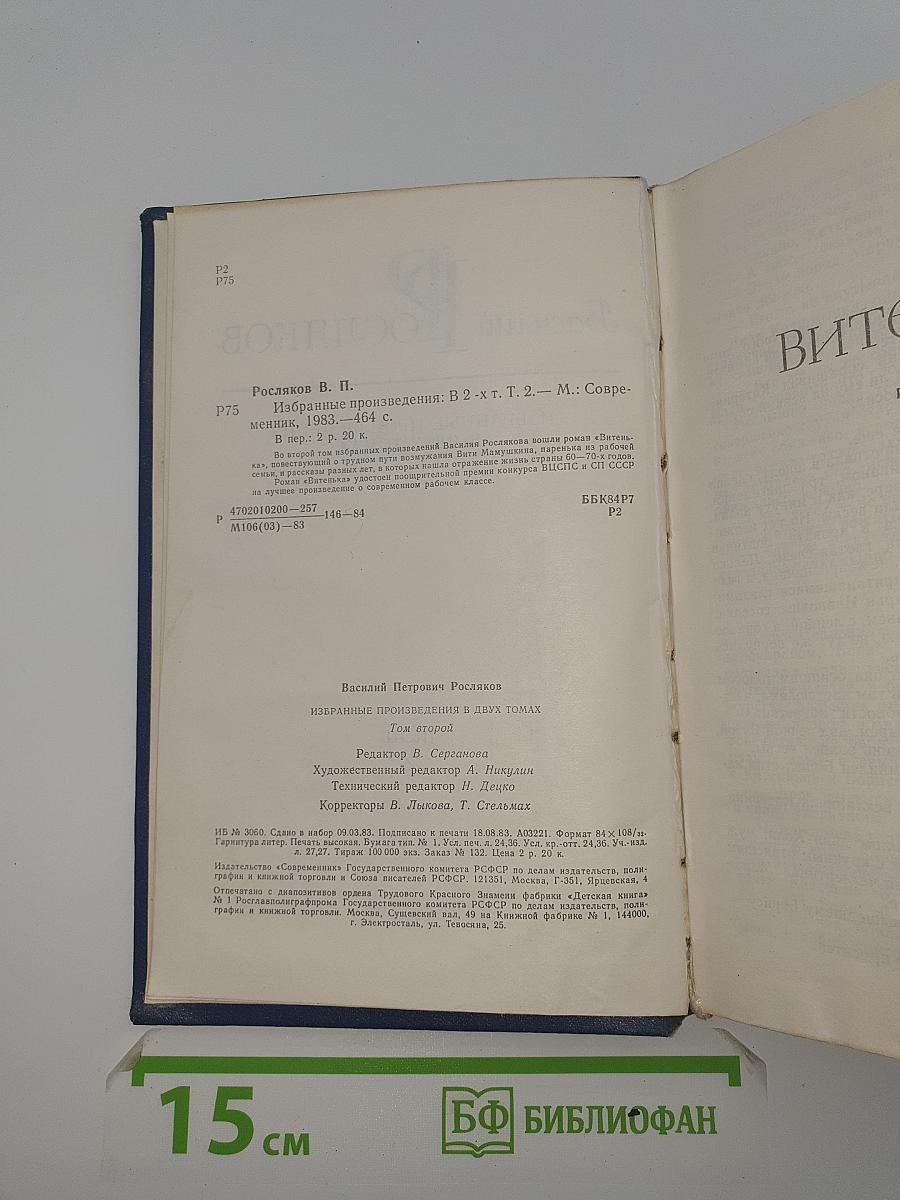 Р2
Р75
Росляков В. П.
Р75 Избранные произведения: В 2-х т. Т. 2.— М.: Совре-
менник, 1983.—464 с.
В пер.: 2 р. 20 к.
Во второй том избранных произведений Василия Рослякова вошли роман «Витень-
ка», повествующий о трудном пути возмужания Вити Мамушкина, паренька из рабочей
семьи, и рассказы разных лет, в которых нашла отражение жизнь страны 60—70-х годов.
Роман «Витенька» удостоен поощрительной премии конкурса ВЦСПС и СП СССР
на лучшее произведение о современном рабочем классе.
Р 4702010200—257
М106(03)—83
146—84
ББК84Р7
Р2
Василий Петрович Росляков
ИЗБРАННЫЕ ПРОИЗВЕДЕНИЯ В ДВУХ ТОМАХ
Том второй
Редактор В. Серганова
Художественный редактор А. Никулин
Технический редактор Н. Децко
Корректоры В. Лыкова, Т. Стельмах
ИБ № 3060. Сдано в набор 09.03.83. Подписано к печати 18.08.83. А03221. Формат 84×108/32.
Гарнитура литер. Печать высокая. Бумага тип. № 1. Усл. печ. л. 24,36. Усл. кр.-отт. 24,36. Уч.-изд.
л. 27,27. Тираж 100 000 экз. Заказ № 132. Цена 2 р. 20 к.
Издательство «Современник» Государственного комитета РСФСР по делам издательств, поли-
графии и книжной торговли и Союза писателей РСФСР. 121351, Москва, Г-351, Ярцевская, 4
Отпечатано с диапозитивов ордена Трудового Красного Знамени фабрики «Детская книга»
№ 1 Росглавполиграфпрома Государственного комитета РСФСР по делам издательств, поли-
графии и книжной торговли. Москва, Сущевский вал, 49 на Книжной фабрике № 1, 144000,
г. Электросталь, ул. Тевосяна, 25.
ВИТЕ
15 см
БФ БИБЛИОФАН